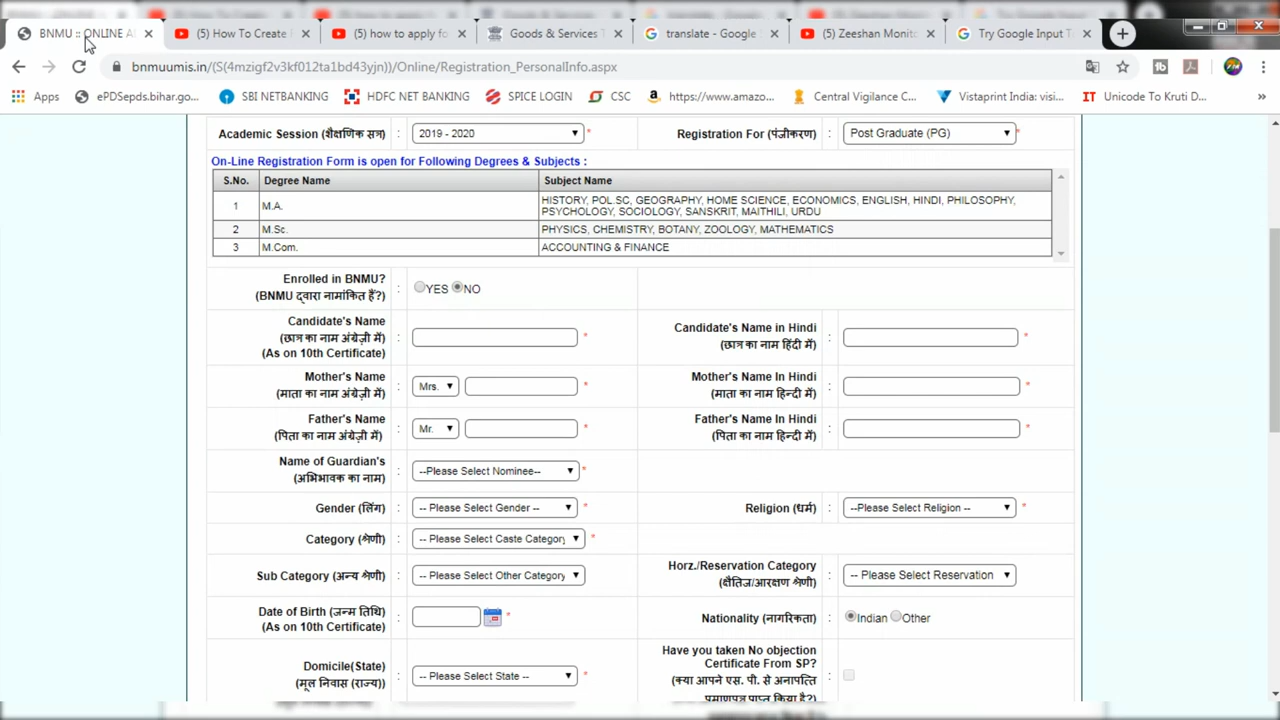 BNMU :: ONLINE A
(5) How To Create
(5) how to apply fo
Goods & Services T
translate - Google
(5) Zeeshan Monito
Try Google Input T
bnmuumis.in/(S(4mzigf2v3kf012ta1bd43yjn))/Online/Registration_PersonalInfo.aspx
Apps ePDSepds.bihar.go... SBI NETBANKING HDFC NET BANKING SPICE LOGIN CSC https://www.amazo... Central Vigilance C... Vistaprint India: visi... IT Unicode To Kruti D... »
Academic Session (शैक्षणिक सत्र) : 2019 - 2020 * Registration For (पंजीकरण) : Post Graduate (PG) *
On-Line Registration Form is open for Following Degrees & Subjects :
S.No. Degree Name Subject Name
1 M.A. HISTORY, POL.SC, GEOGRAPHY, HOME SCIENCE, ECONOMICS, ENGLISH, HINDI, PHILOSOPHY,
PSYCHOLOGY, SOCIOLOGY, SANSKRIT, MAITHILI, URDU
2 M.Sc. PHYSICS, CHEMISTRY, BOTANY, ZOOLOGY, MATHEMATICS
3 M.Com. ACCOUNTING & FINANCE
Enrolled in BNMU?
(BNMU द्वारा नामांकित हैं?) : YES NO
Candidate's Name
(छात्र का नाम अंग्रेज़ी में)
(As on 10th Certificate) : *
Candidate's Name in Hindi
(छात्र का नाम हिंदी में) : *
Mother's Name
(माता का नाम अंग्रेज़ी में) : Mrs. *
Mother's Name In Hindi
(माता का नाम हिन्दी में) : *
Father's Name
(पिता का नाम अंग्रेज़ी में) : Mr. *
Father's Name In Hindi
(पिता का नाम हिन्दी में) : *
Name of Guardian's
(अभिभावक का नाम) : --Please Select Nominee-- *
Gender (लिंग) : -- Please Select Gender -- * Religion (धर्म) : --Please Select Religion -- *
Category (श्रेणी) : -- Please Select Caste Category *
Sub Category (अन्य श्रेणी) : -- Please Select Other Category
Horz./Reservation Category
(क्षैतिज/आरक्षण श्रेणी) : -- Please Select Reservation
Date of Birth (जन्म तिथि)
(As on 10th Certificate) : *
Nationality (नागरिकता) : Indian Other
Domicile(State)
(मूल निवास (राज्य)) : -- Please Select State -- *
Have you taken No objection
Certificate From SP?
(क्या आपने एस. पी. से अनापत्ति
प्रमाणपत्र प्राप्त किया है?) :